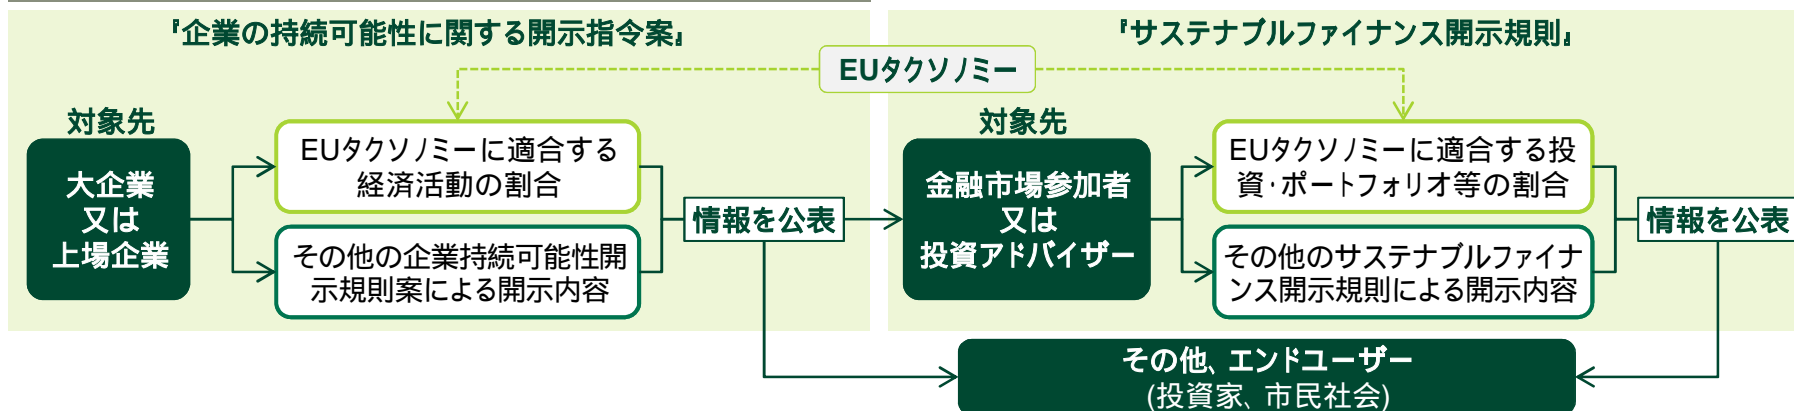 『企業の持続可能性に関する開示指令案』
『サステナブルファイナンス開示規則』
EUタクソノミー
対象先
大企業
又は
上場企業
EUタクソノミーに適合する
経済活動の割合
その他の企業持続可能性開
示規則案による開示内容
情報を公表
対象先
金融市場参加者
又は
投資アドバイザー
EUタクソノミーに適合する投
資・ポートフォリオ等の割合
その他のサステナブルファイナ
ンス開示規則による開示内容
情報を公表
その他、エンドユーザー
(投資家、市民社会)